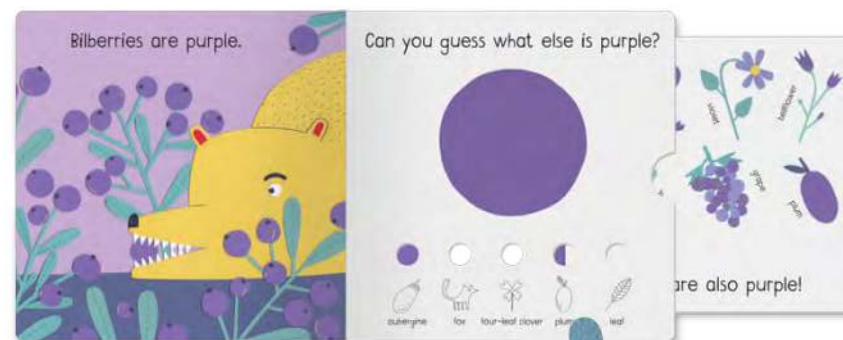 Bilberries are purple.
Can you guess what else is purple?
aubergine
fox
four-leaf clover
plum
leaf
violet
bellflower
grape
plum
are also purple!